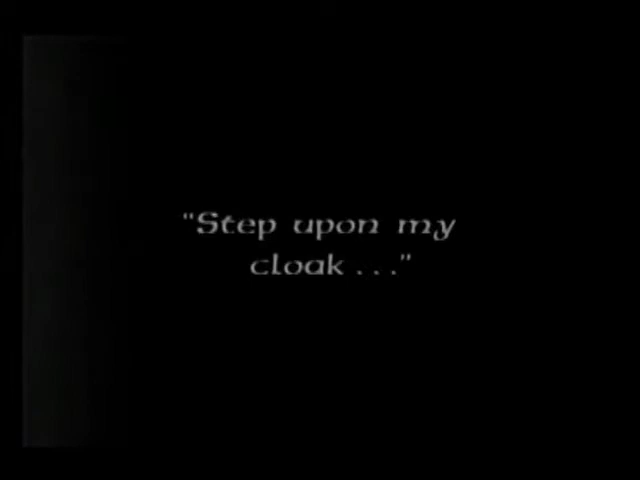 "Step upon my
cloak . . ."